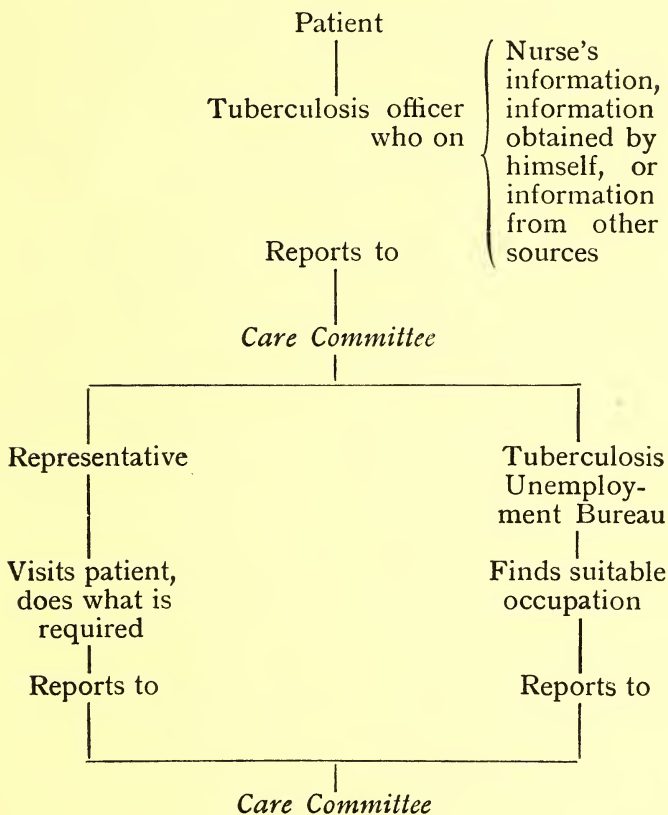 Patient
Tuberculosis officer
who on
Nurse's
information,
information
obtained by
himself, or
information
from other
sources
Reports to
Care Committee
Representative
Visits patient,
does what is
required
Reports to
Tuberculosis
Unemploy-
ment Bureau
Finds suitable
occupation
Reports to
Care Committee